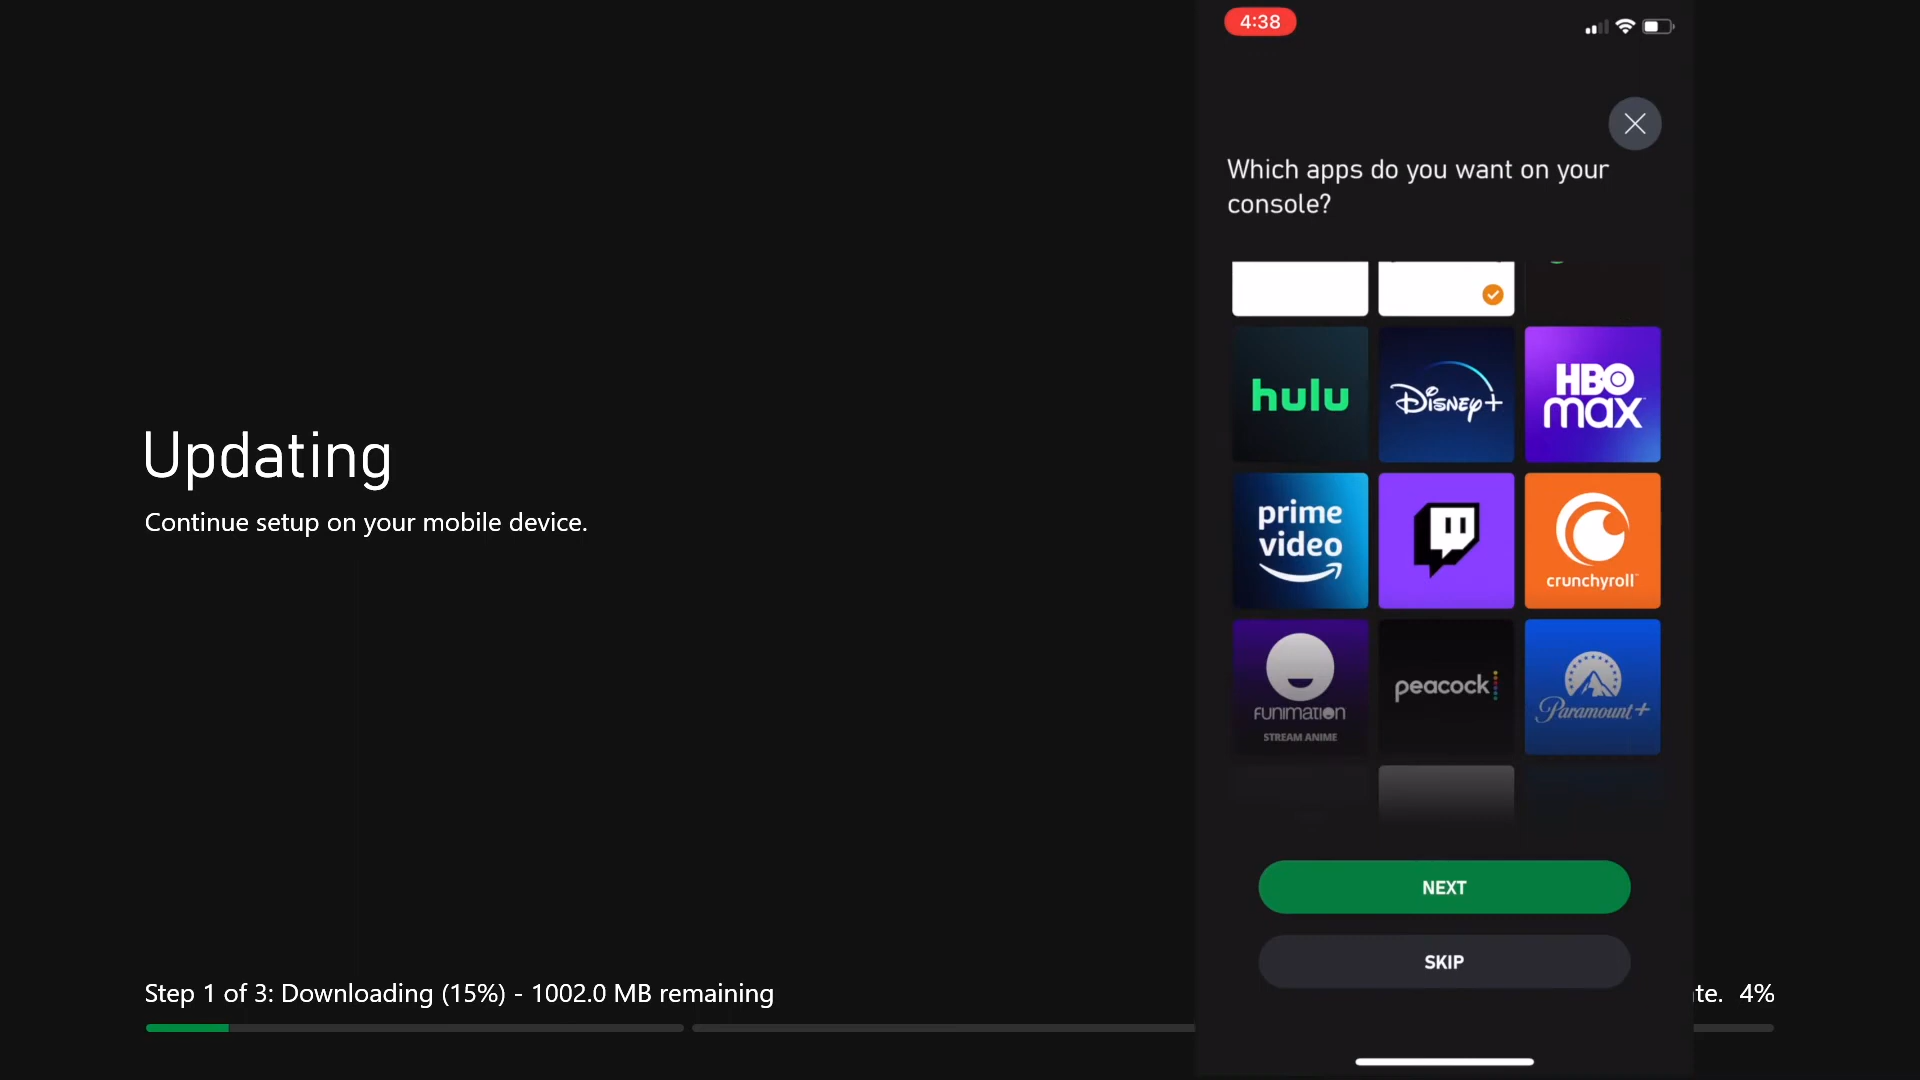 4:38
Which apps do you want on your
console?
hulu
Disney+
HBO
max
prime
video
crunchyroll
FUNIMATION
STREAM ANIME
peacock
Paramount+
NEXT
SKIP
Updating
Continue setup on your mobile device.
Step 1 of 3: Downloading (15%) - 1002.0 MB remaining
te. 4%